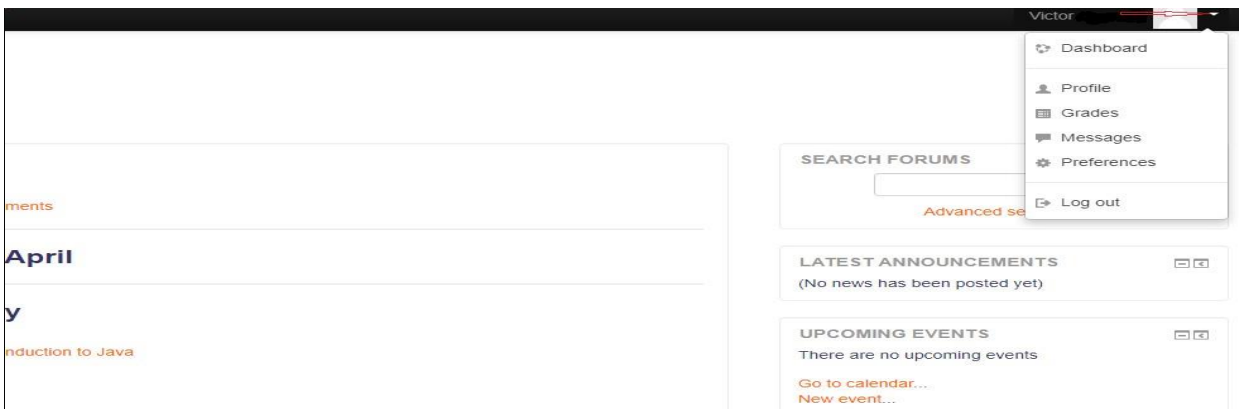 Victor
Dashboard
Profile
Grades
Messages
Preferences
Log out
ments
April
y
nduction to Java
SEARCH FORUMS
Advanced se
LATEST ANNOUNCEMENTS
(No news has been posted yet)
UPCOMING EVENTS
There are no upcoming events
Go to calendar...
New event...